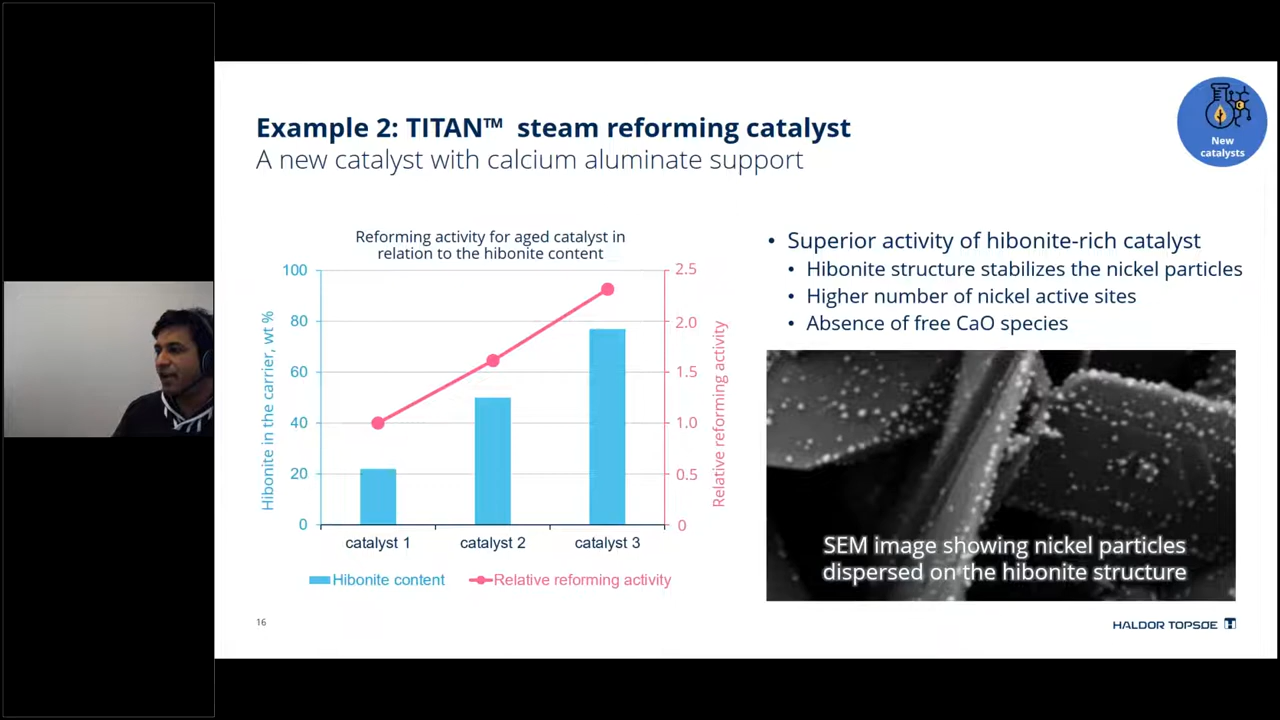 Example 2: TITAN™ steam reforming catalyst
A new catalyst with calcium aluminate support
New
catalysts
Reforming activity for aged catalyst in
relation to the hibonite content
Hibonite in the carrier, wt %
100
80
60
40
20
0
2.5
2.0
1.5
1.0
0.5
0
Relative reforming activity
catalyst 1
catalyst 2
catalyst 3
Hibonite content
Relative reforming activity
• Superior activity of hibonite-rich catalyst
• Hibonite structure stabilizes the nickel particles
• Higher number of nickel active sites
• Absence of free CaO species
SEM image showing nickel particles
dispersed on the hibonite structure
16
HALDOR TOPSØE